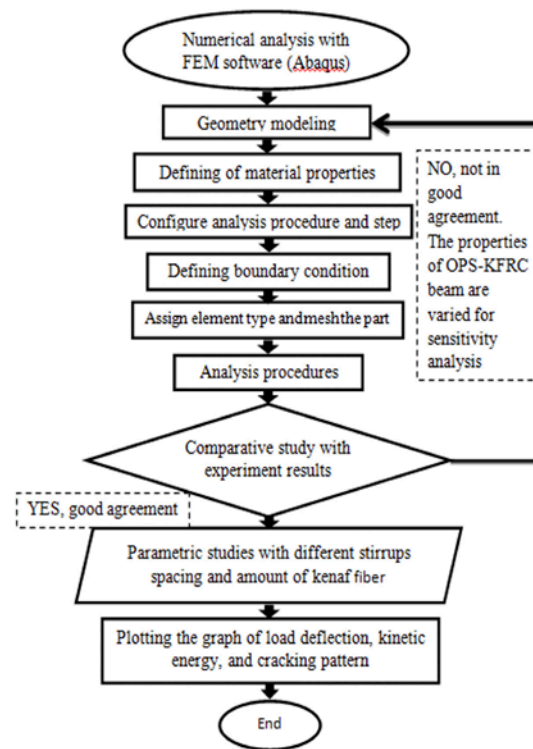 Numerical analysis with
FEM software (Abaqus)
Geometry modeling
Defining of material properties
Configure analysis procedure and step
Defining boundary condition
Assign element type andmeshthe part
Analysis procedures
NO, not in
good
agreement.
The properties
of OPS-KFRC
beam are
varied for
sensitivity
analysis
Comparative study with
experiment results
YES, good agreement
Parametric studies with different stirrups
spacing and amount of kenaf fiber
Plotting the graph of load deflection, kinetic
energy, and cracking pattern
End